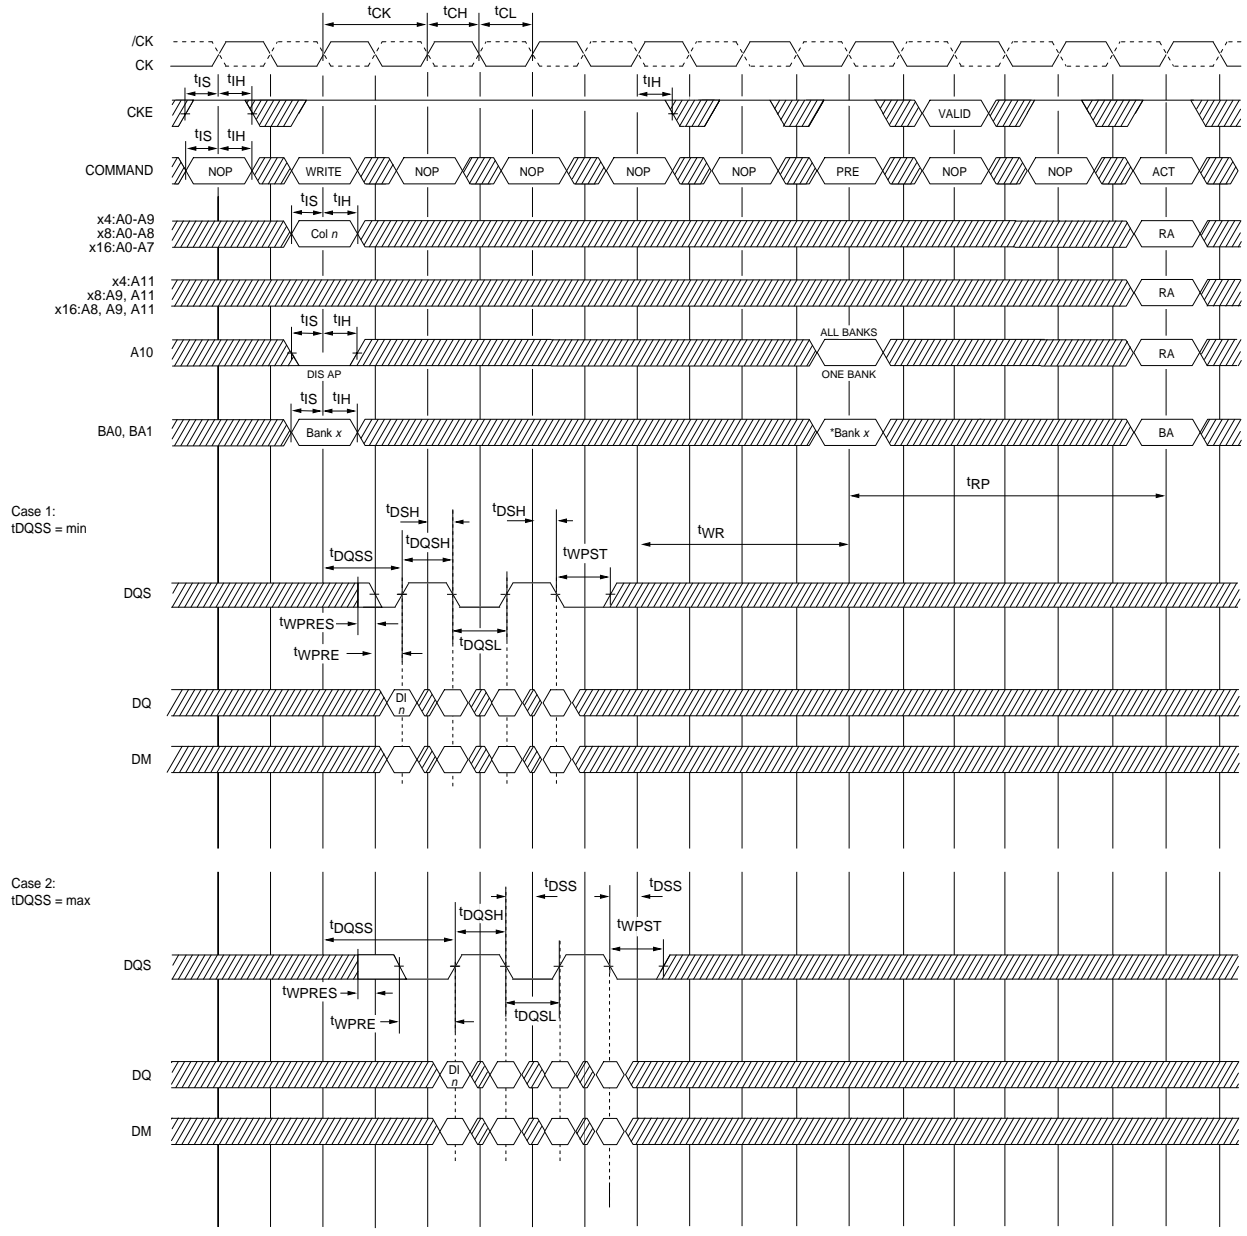 tCK tCH tCL
/CK
CK
tIS tIH tIH
CKE VALID
tIS tIH
COMMAND NOP WRITE NOP NOP NOP NOP PRE NOP NOP ACT
tIS tIH
x4:A0-A9
x8:A0-A8
x16:A0-A7
Col n RA
x4:A11
x8:A9, A11
x16:A8, A9, A11
RA
tIS tIH ALL BANKS
A10 RA
DIS AP ONE BANK
tIS tIH
BA0, BA1 Bank x *Bank x BA
tRP
Case 1:
tDQSS = min
tDSH tDSH
tDQSH tWR
tDQSS tWPST
DQS
tWPRES tDQSL
tWPRE
DQ DI
n
DM
Case 2:
tDQSS = max
tDSS tDSS
tDQSH
tDQSS tWPST
DQS
tWPRES
tDQSL
tWPRE
DQ DI
n
DM